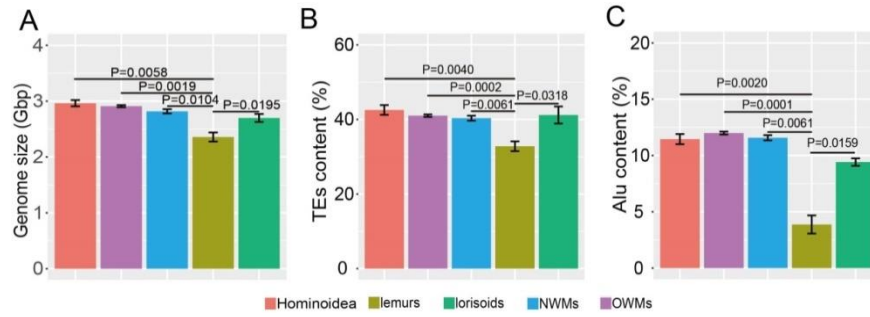 A
Genome size (Gbp)
4
3
2
1
0
P=0.0058
P=0.0019
P=0.0104
P=0.0195
B
TEs content (%)
60
40
20
0
P=0.0040
P=0.0002
P=0.0061
P=0.0318
C
Alu content (%)
20
15
10
5
0
P=0.0020
P=0.0001
P=0.0061
P=0.0159
Hominoidea lemurs lorisoids NWMs OWMs